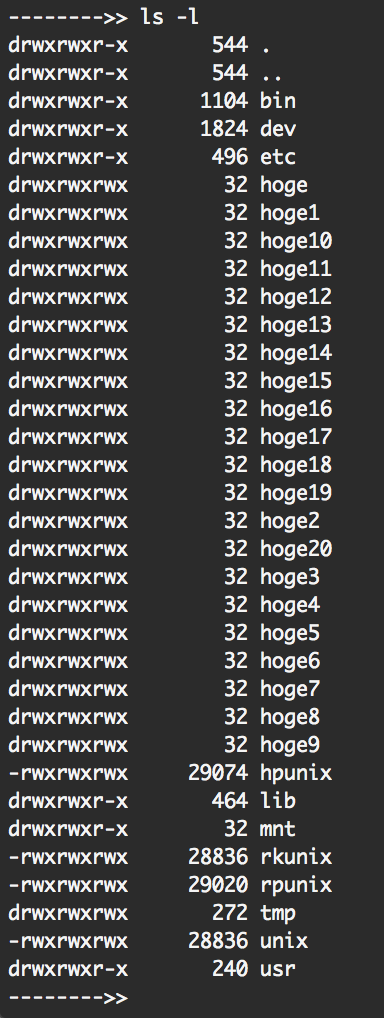 -------->> ls -l
drwxrwxr-x       544 .
drwxrwxr-x       544 ..
drwxrwxr-x      1104 bin
drwxrwxr-x      1824 dev
drwxrwxr-x       496 etc
drwxrwxrwx        32 hoge
drwxrwxrwx        32 hoge1
drwxrwxrwx        32 hoge10
drwxrwxrwx        32 hoge11
drwxrwxrwx        32 hoge12
drwxrwxrwx        32 hoge13
drwxrwxrwx        32 hoge14
drwxrwxrwx        32 hoge15
drwxrwxrwx        32 hoge16
drwxrwxrwx        32 hoge17
drwxrwxrwx        32 hoge18
drwxrwxrwx        32 hoge19
drwxrwxrwx        32 hoge2
drwxrwxrwx        32 hoge20
drwxrwxrwx        32 hoge3
drwxrwxrwx        32 hoge4
drwxrwxrwx        32 hoge5
drwxrwxrwx        32 hoge6
drwxrwxrwx        32 hoge7
drwxrwxrwx        32 hoge8
drwxrwxrwx        32 hoge9
-rwxrwxrwx     29074 hpunix
drwxrwxr-x       464 lib
drwxrwxr-x        32 mnt
-rwxrwxrwx     28836 rkunix
-rwxrwxrwx     29020 rpunix
drwxrwxrwx       272 tmp
-rwxrwxrwx     28836 unix
drwxrwxr-x       240 usr
-------->>